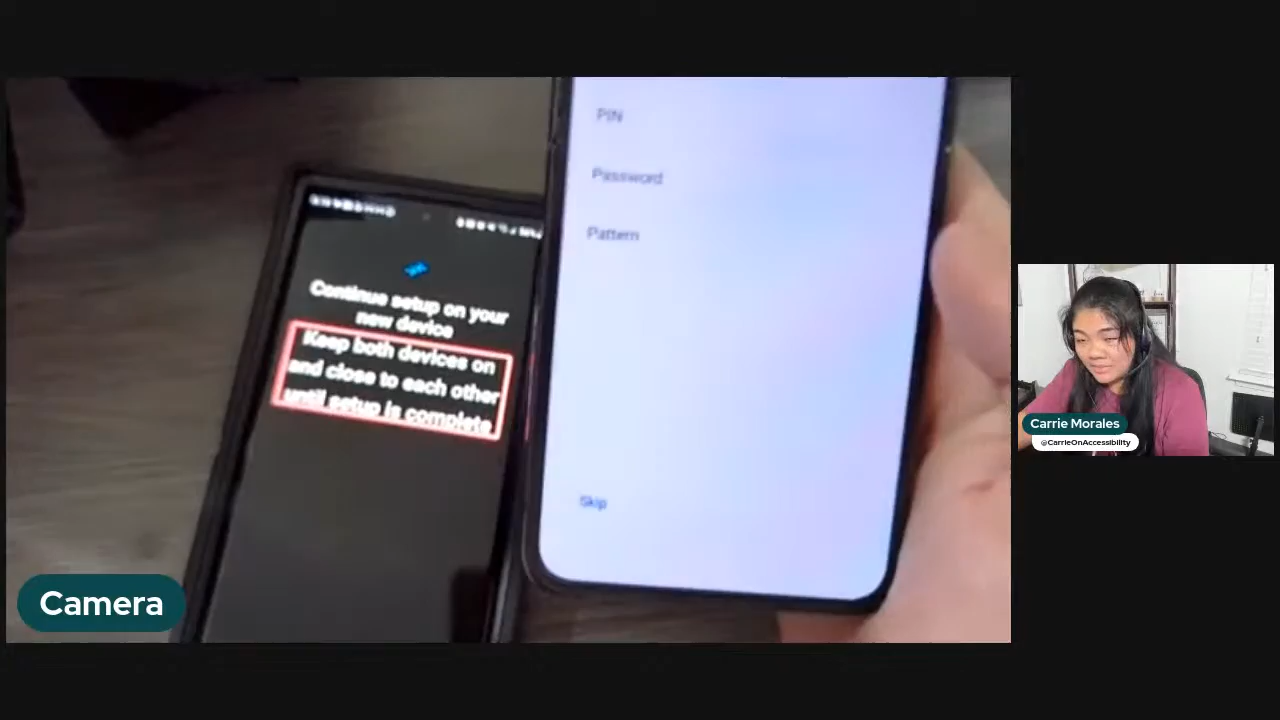 PIN
Password
Pattern
Skip
Continue setup on your
new device
Keep both devices on
and close to each other
until setup is complete
Camera
Carrie Morales
@CarrieOnAccessibility